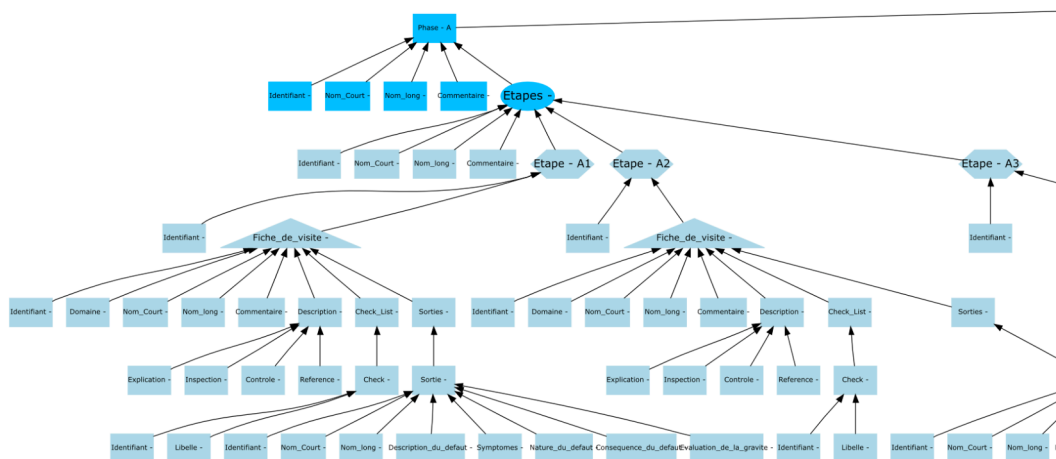 Phase - A
Identifiant -
Nom_Court -
Nom_long -
Commentaire -
Etapes -
Identifiant -
Nom_Court -
Nom_long -
Commentaire -
Etape - A1
Etape - A2
Etape - A3
Identifiant -
Fiche_de_visite -
Identifiant -
Fiche_de_visite -
Identifiant -
Identifiant -
Domaine -
Nom_Court -
Nom_long -
Commentaire -
Description -
Check_List -
Sorties -
Identifiant -
Domaine -
Nom_Court -
Nom_long -
Commentaire -
Description -
Check_List -
Sorties -
Explication -
Inspection -
Controle -
Reference -
Check -
Sortie -
Explication -
Inspection -
Controle -
Reference -
Check -
Identifiant -
Libelle -
Identifiant -
Nom_Court -
Nom_long -
Description_du_defaut -
Symptomes -
Nature_du_defaut
Consequence_du_defaut
Evaluation_de_la_gravite -
Identifiant -
Libelle -
Identifiant -
Nom_Court -
Nom_long -